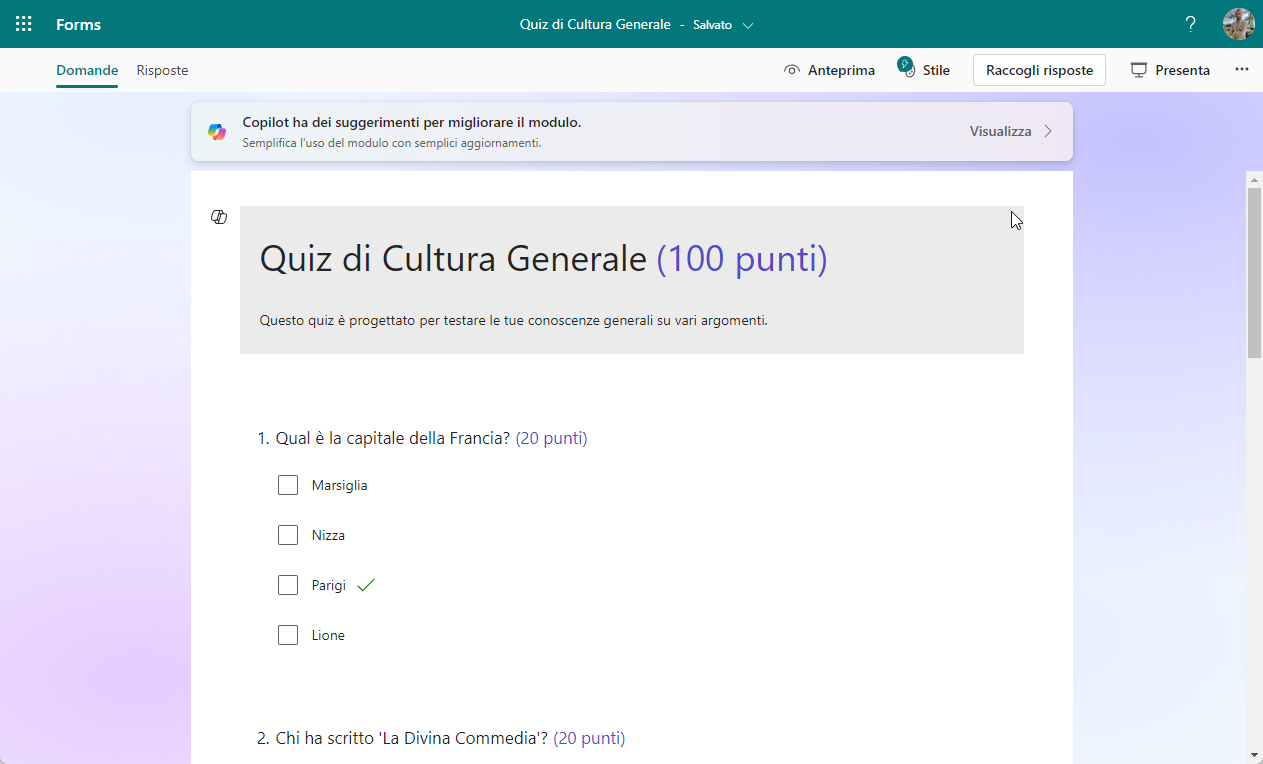 Forms
Quiz di Cultura Generale - Salvato
?
Domande
Risposte
Anteprima
Stile
Raccogli risposte
Presenta
Copilot ha dei suggerimenti per migliorare il modulo.
Semplifica l'uso del modulo con semplici aggiornamenti.
Visualizza
Quiz di Cultura Generale (100 punti)
Questo quiz è progettato per testare le tue conoscenze generali su vari argomenti.
1. Qual è la capitale della Francia? (20 punti)
Marsiglia
Nizza
Parigi
Lione
2. Chi ha scritto 'La Divina Commedia'? (20 punti)